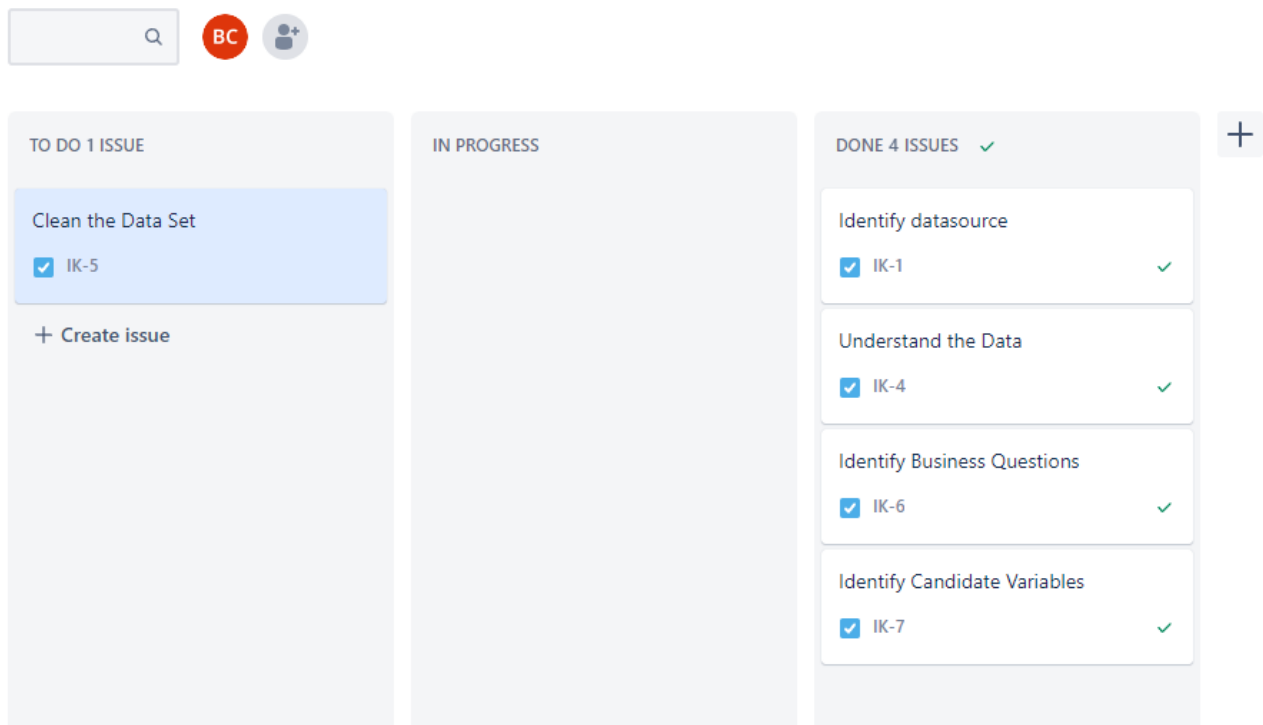 BC
TO DO 1 ISSUE
Clean the Data Set
IK-5
Create issue
IN PROGRESS
DONE 4 ISSUES
Identify datasource
IK-1
Understand the Data
IK-4
Identify Business Questions
IK-6
Identify Candidate Variables
IK-7